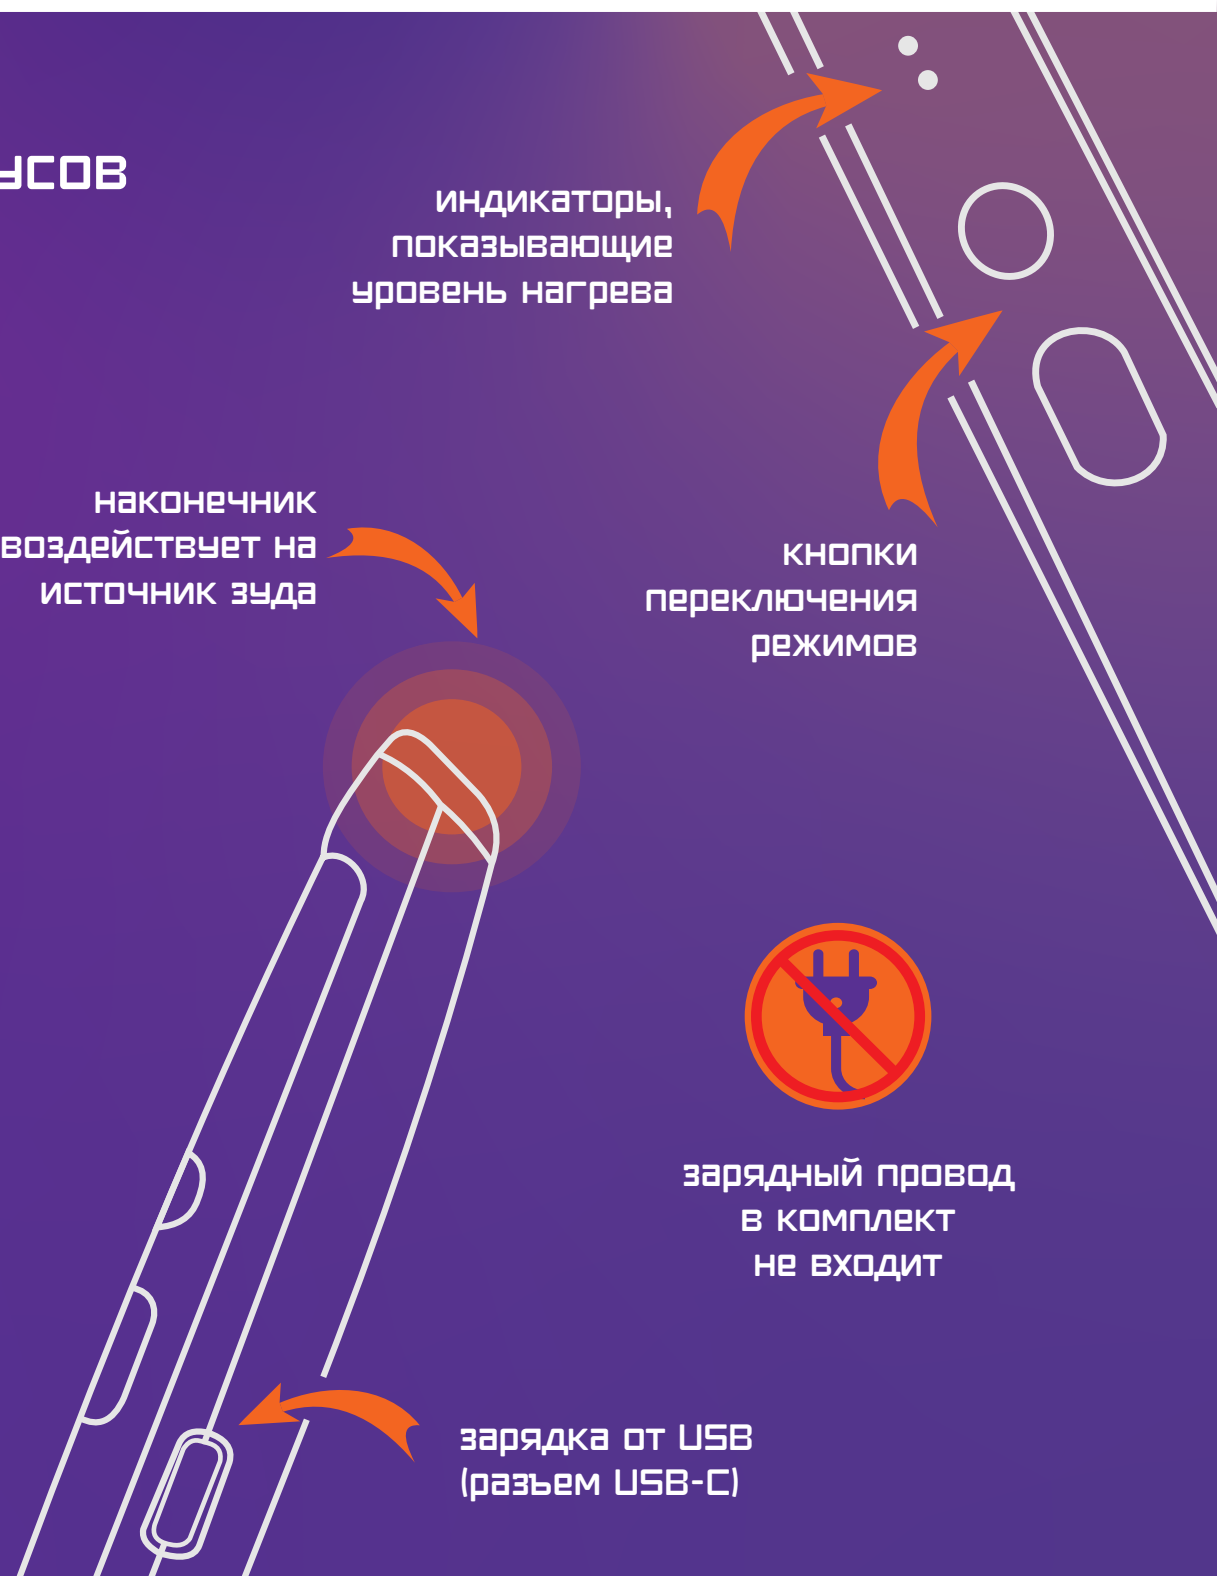 усов
индикаторы,
показывающие
уровень нагрева
наконечник
воздействует на
источник зуда
кнопки
переключения
режимов
зарядный провод
в комплект
не входит
зарядка от USB
(разъем USB-C)